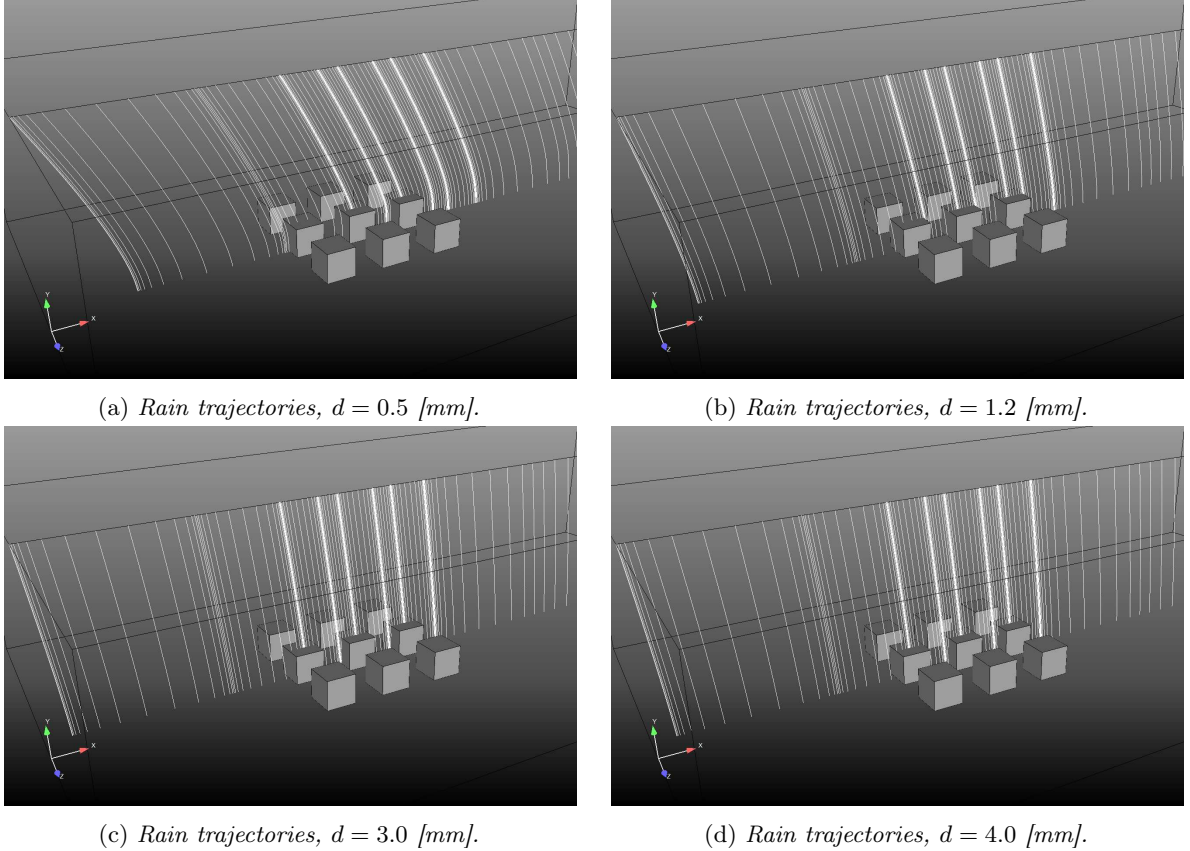 Y
X
Z
Y
X
Z
(a) Rain trajectories, d = 0.5 [mm].
(b) Rain trajectories, d = 1.2 [mm].
Y
X
Z
Y
X
Z
(c) Rain trajectories, d = 3.0 [mm].
(d) Rain trajectories, d = 4.0 [mm].